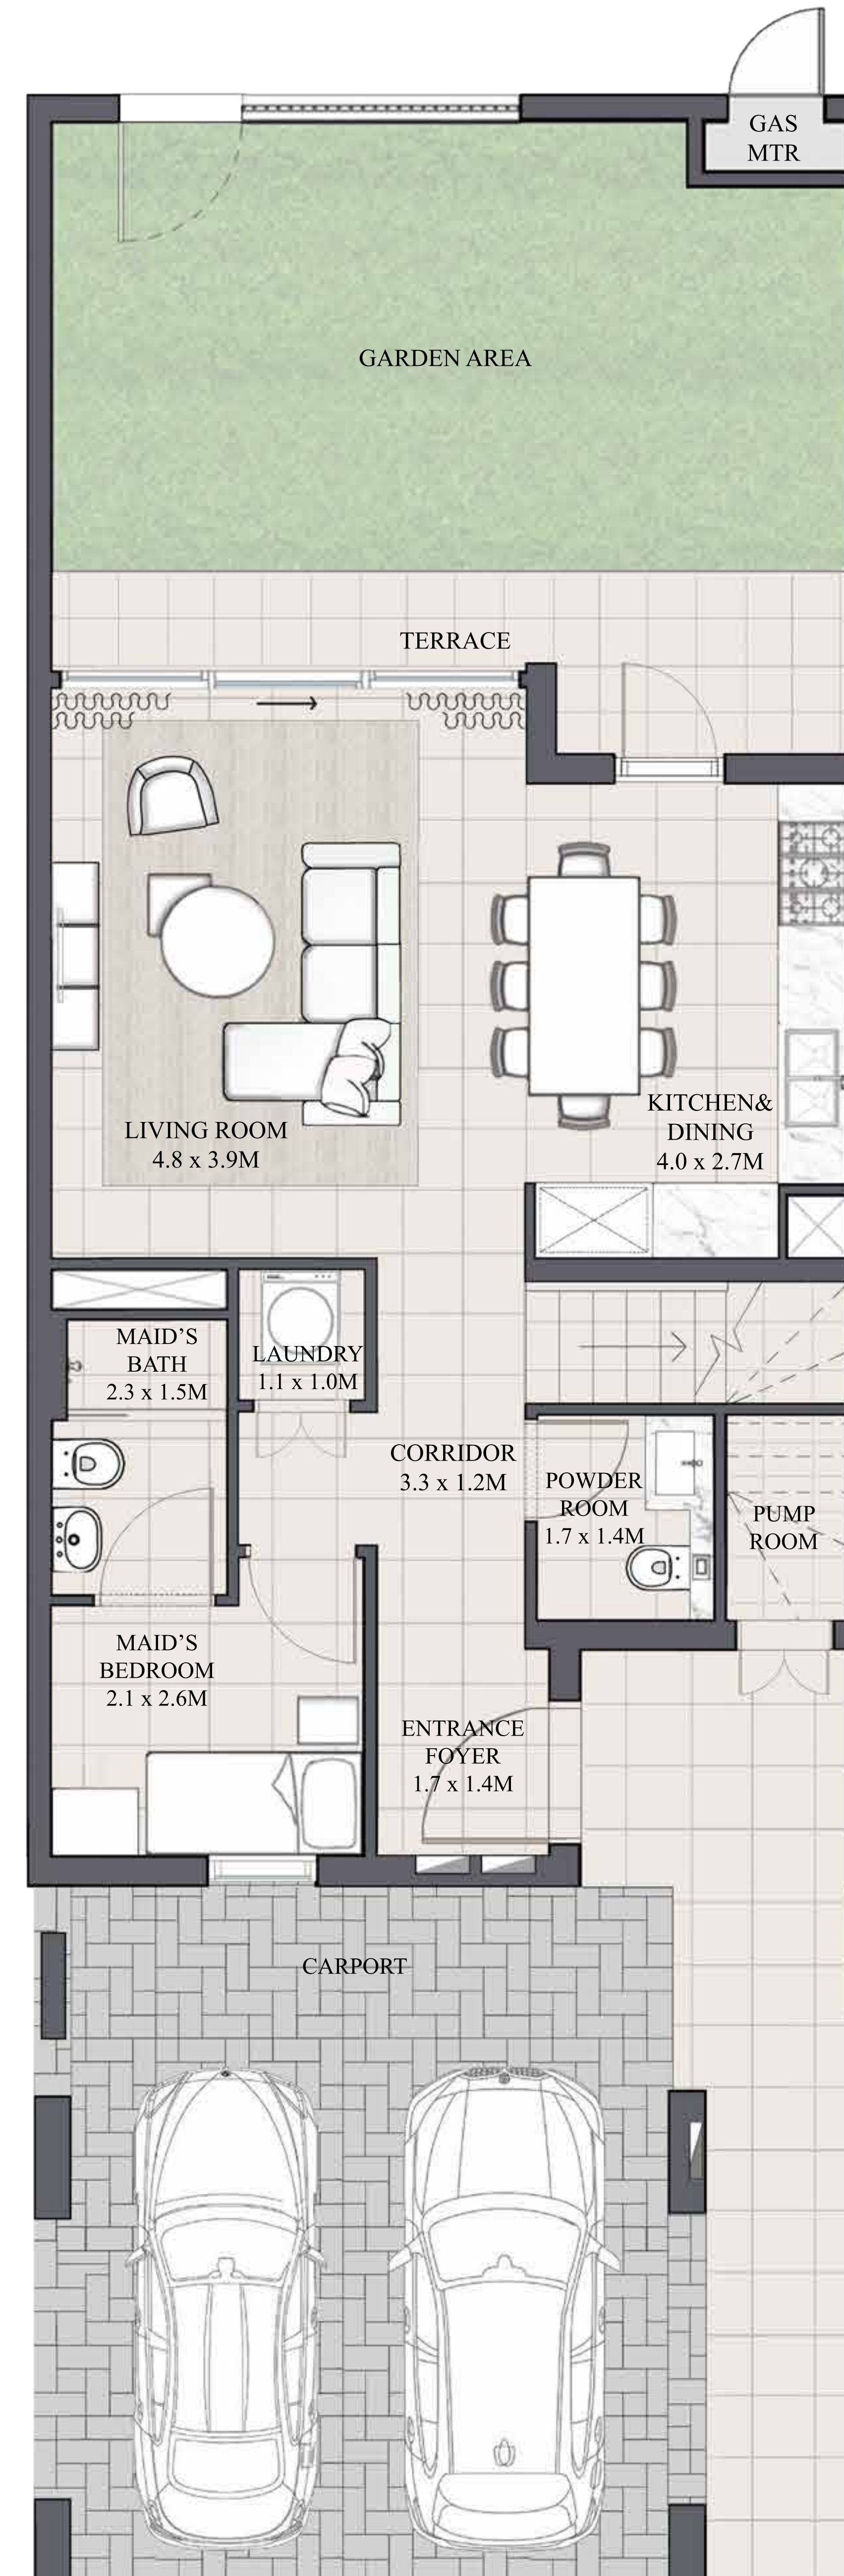 GAS
MTR
GARDEN AREA
TERRACE
LIVING ROOM
4.8 x 3.9M
KITCHEN&
DINING
4.0 x 2.7M
MAID'S
BATH
2.3 x 1.5M
LAUNDRY
1.1 x 1.0M
CORRIDOR
3.3 x 1.2M
POWDER
ROOM
1.7 x 1.4M
PUMP
ROOM
MAID'S
BEDROOM
2.1 x 2.6M
ENTRANCE
FOYER
1.7 x 1.4M
CARPORT